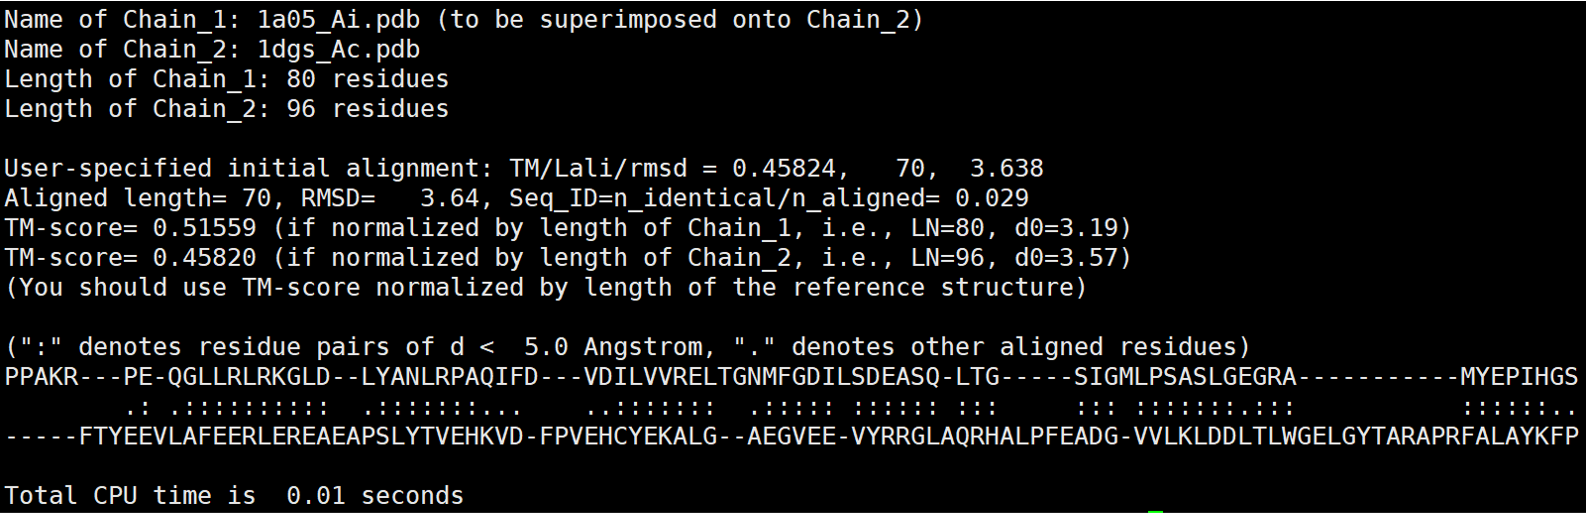 Name of Chain_1: 1a05_Ai.pdb (to be superimposed onto Chain_2)
Name of Chain_2: 1dgs_Ac.pdb
Length of Chain_1: 80 residues
Length of Chain_2: 96 residues
User-specified initial alignment: TM/Lali/rmsd = 0.45824,   70,  3.638
Aligned length= 70, RMSD=   3.64, Seq_ID=n_identical/n_aligned= 0.029
TM-score= 0.51559 (if normalized by length of Chain_1, i.e., LN=80, d0=3.19)
TM-score= 0.45820 (if normalized by length of Chain_2, i.e., LN=96, d0=3.57)
(You should use TM-score normalized by length of the reference structure)
(":" denotes residue pairs of d <  5.0 Angstrom, "." denotes other aligned residues)
PPAKR---PE-QGLLRLRKGLD--LYANLRPAQIFD---VDILVVRELTGNMFGDILSDEASQ-LTG-----SIGMLPSASLGEGRA-----------MYEPIHGS
        .: .::::::::::  .:::::::...    ..:::::::  .::::: :::::: :::     ::: :::::::.:::           ::::::..
-----FTYEEVLAFEERLEREAEAPSLYTVEHKVD-FPVEHCYEKALG--AEGVEE-VYRRGLAQRHALPFEADG-VVLKLDDLTLWGELGYTARAPRFALAYKFP
Total CPU time is  0.01 seconds